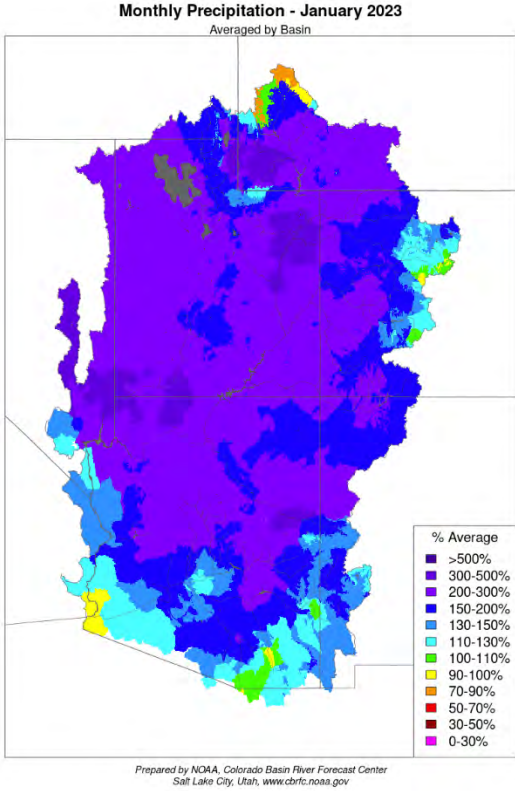 Monthly Precipitation - January 2023
Averaged by Basin
% Average
>500%
300-500%
200-300%
150-200%
130-150%
110-130%
100-110%
90-100%
70-90%
50-70%
30-50%
0-30%
Prepared by NOAA, Colorado Basin River Forecast Center
Salt Lake City, Utah, www.cbrfc.noaa.gov